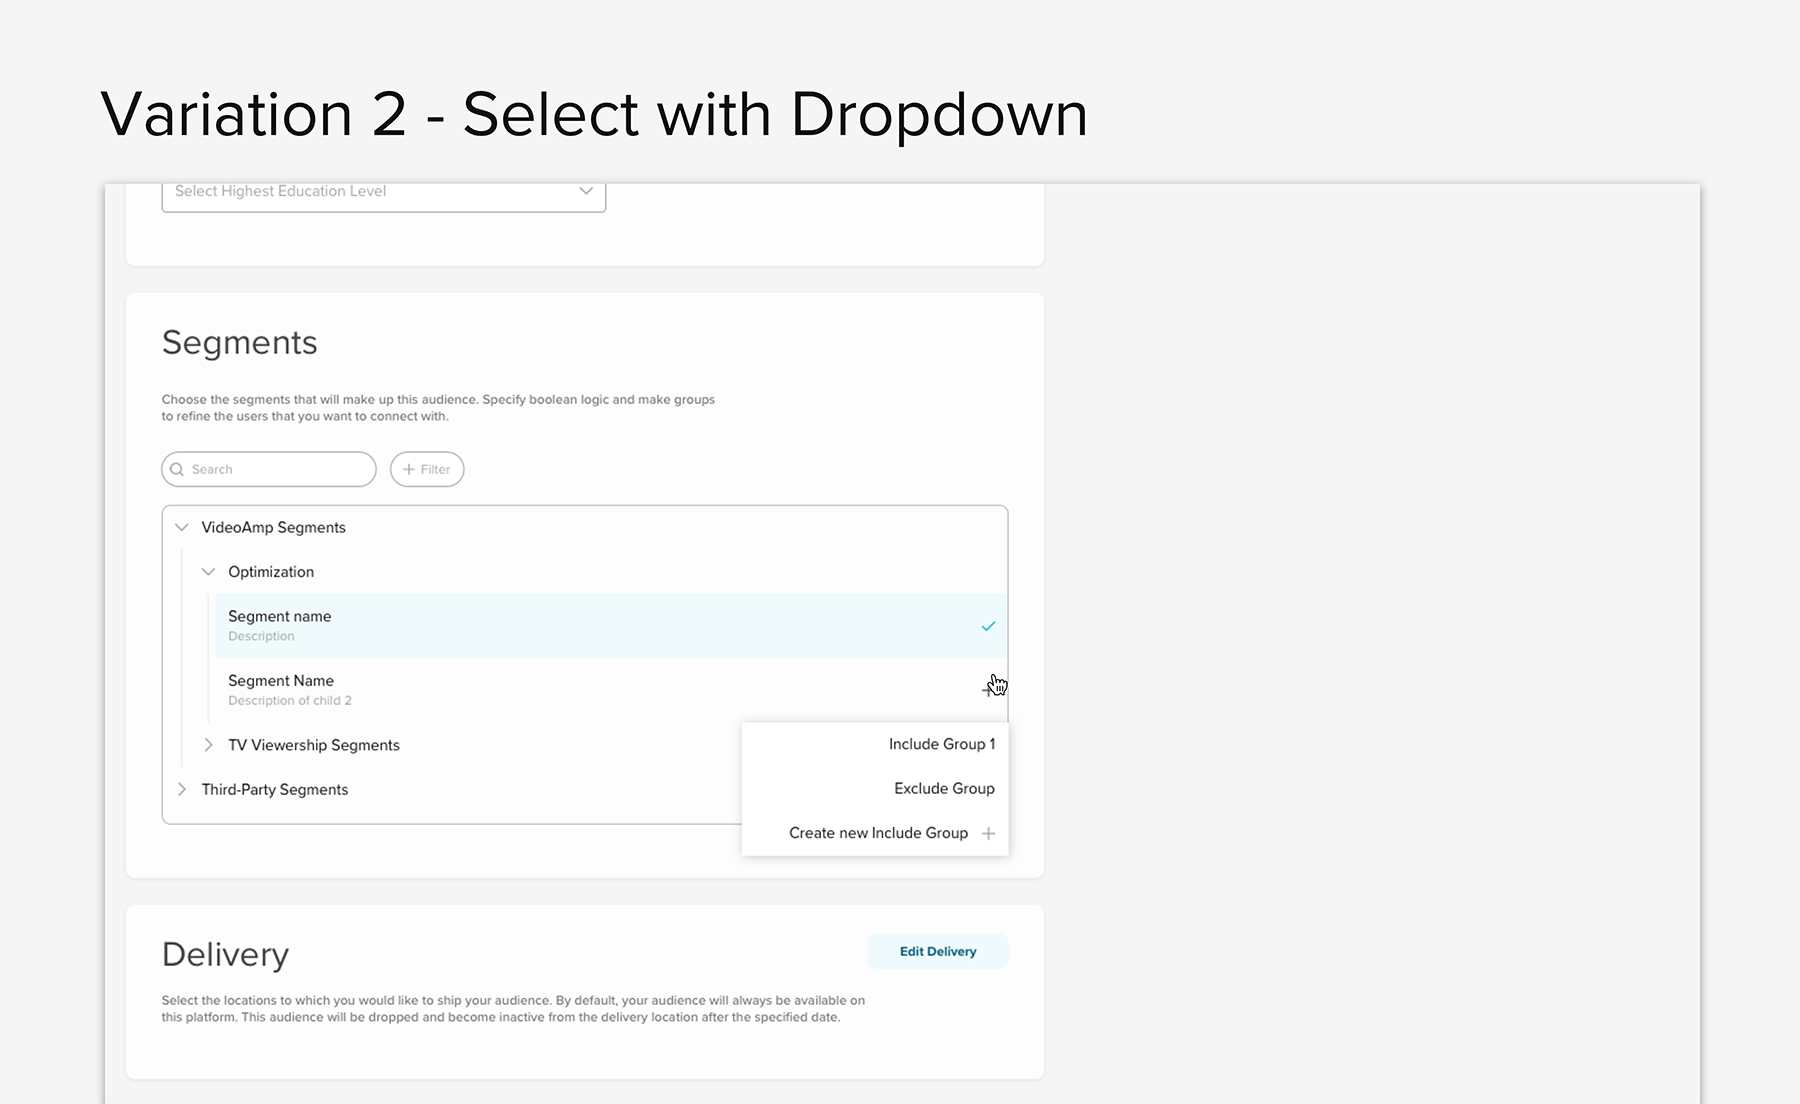 Variation 2 - Select with Dropdown
Select Highest Education Level
Segments
Choose the segments that will make up this audience. Specify boolean logic and make groups
to refine the users that you want to connect with.
Search
+ Filter
VideoAmp Segments
Optimization
Segment name
Description
Segment Name
Description of child 2
TV Viewership Segments
Include Group 1
Third-Party Segments
Exclude Group
Create new Include Group +
Delivery
Edit Delivery
Select the locations to which you would like to ship your audience. By default, your audience will always be available on
this platform. This audience will be dropped and become inactive from the delivery location after the specified date.